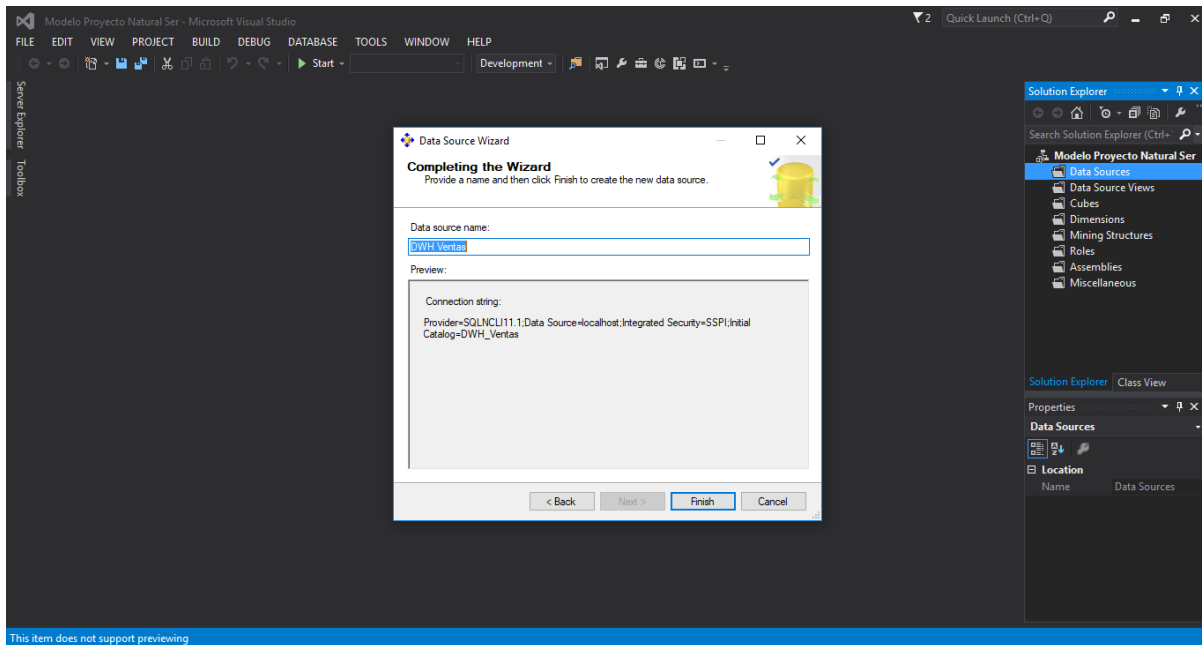 Modelo Proyecto Natural Ser - Microsoft Visual Studio
2
Quick Launch (Ctrl+Q)
FILE EDIT VIEW PROJECT BUILD DEBUG DATABASE TOOLS WINDOW HELP
Start
Development
Server Explorer
Toolbox
Data Source Wizard
Completing the Wizard
Provide a name and then click Finish to create the new data source.
Data source name:
DWH Ventas
Preview:
Connection string:
Provider=SQLNCLI11.1;Data Source=localhost;Integrated Security=SSPI;Initial
Catalog=DWH_Ventas
< Back
Next >
Finish
Cancel
Solution Explorer
Search Solution Explorer (Ctrl+
Modelo Proyecto Natural Ser
Data Sources
Data Source Views
Cubes
Dimensions
Mining Structures
Roles
Assemblies
Miscellaneous
Solution Explorer Class View
Properties
Data Sources
Location
Name Data Sources
This item does not support previewing